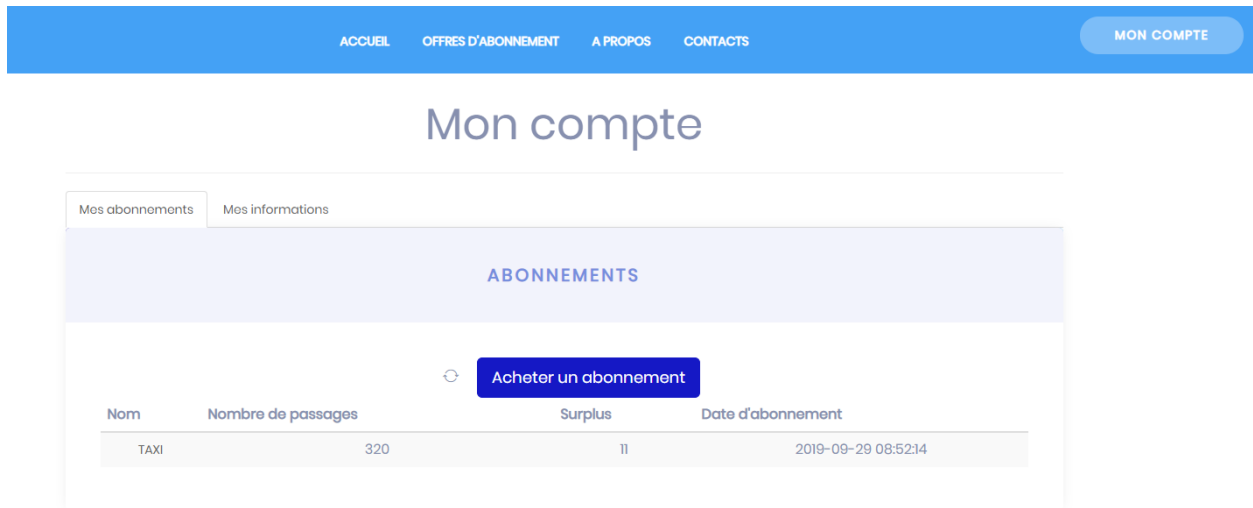 ACCUEIL OFFRES D'ABONNEMENT A PROPOS CONTACTS MON COMPTE
Mon compte
Mes abonnements Mes informations
ABONNEMENTS
Acheter un abonnement
Nom Nombre de passages Surplus Date d'abonnement
TAXI 320 11 2019-09-29 08:52:14